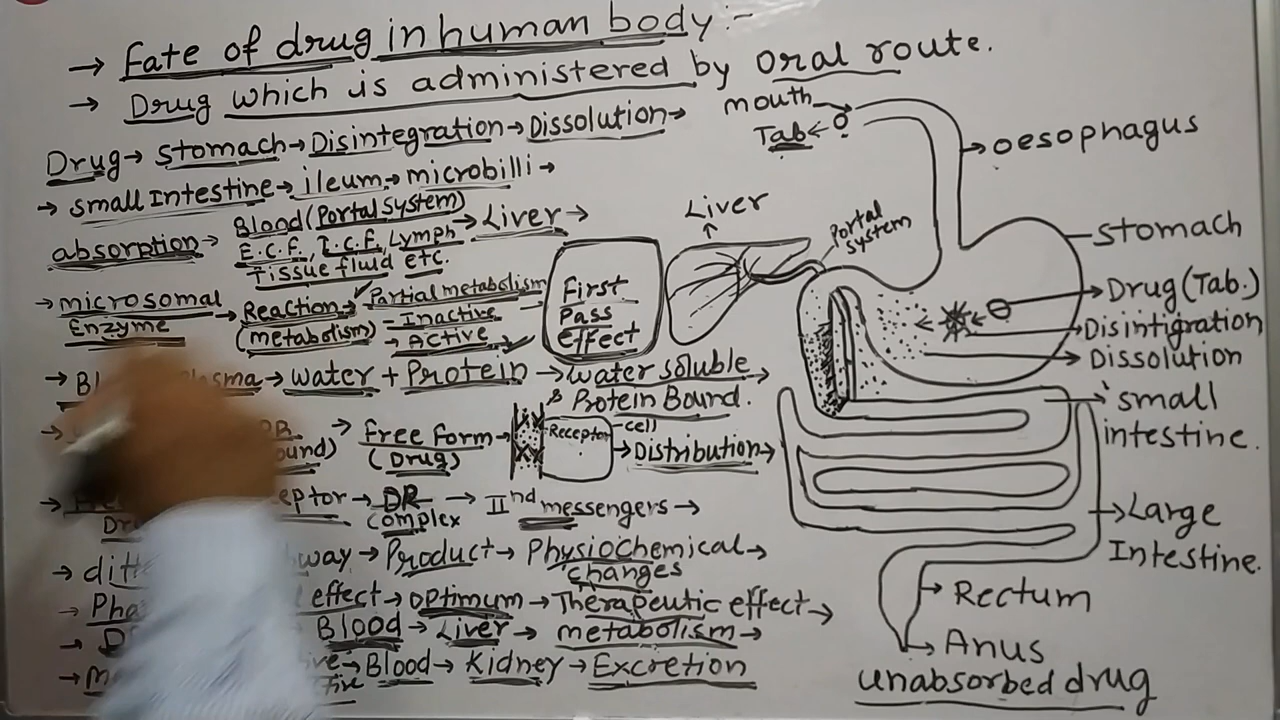 → Fate of drug in human body :-
→ Drug which is administered by Oral route.
Drug → Stomach → Disintegration → Dissolution →
→ small Intestine → ileum → microbilli →
absorption → Blood (Portal System)
E.C.F., I.C.F., Lymph
Tissue fluid etc.
→ Liver →
→ microsomal
Enzyme
→ Reaction →
(metabolism)
Partial metabolism
→ Inactive
→ Active
First
Pass
effect
→ water + Protein → water soluble →
& Protein Bound.
→ Free form →
(Drug)
Receptor
cell
→ Distribution →
→ DR → IInd messengers →
complex
→ Product → Physiochemical →
changes
effect → optimum → Therapeutic effect →
Blood → Liver → metabolism →
→ Blood → Kidney → Excretion
mouth
Tab ←
→ oesophagus
Liver
Portal
system
stomach
Drug (Tab.)
Disintigration
Dissolution
small
intestine.
Large
Intestine.
Rectum
Anus
unabsorbed drug